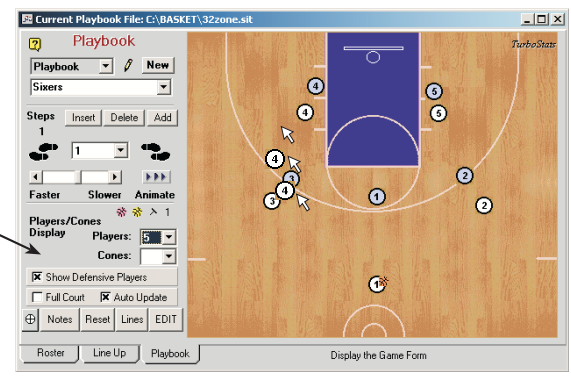 Current Playbook File: C:\BASKET\32zone.sit
Playbook
Playbook New
Sixers
Steps Insert Delete Add
1
1
Faster Slower Animate
1
Players/Cones
Display Players: 5
Cones:
Show Defensive Players
Full Court Auto Update
Notes Reset Lines EDIT
Roster Line Up Playbook
Display the Game Form
TurboStats
4
5
4
5
4
3
4
3
1
2
2
1